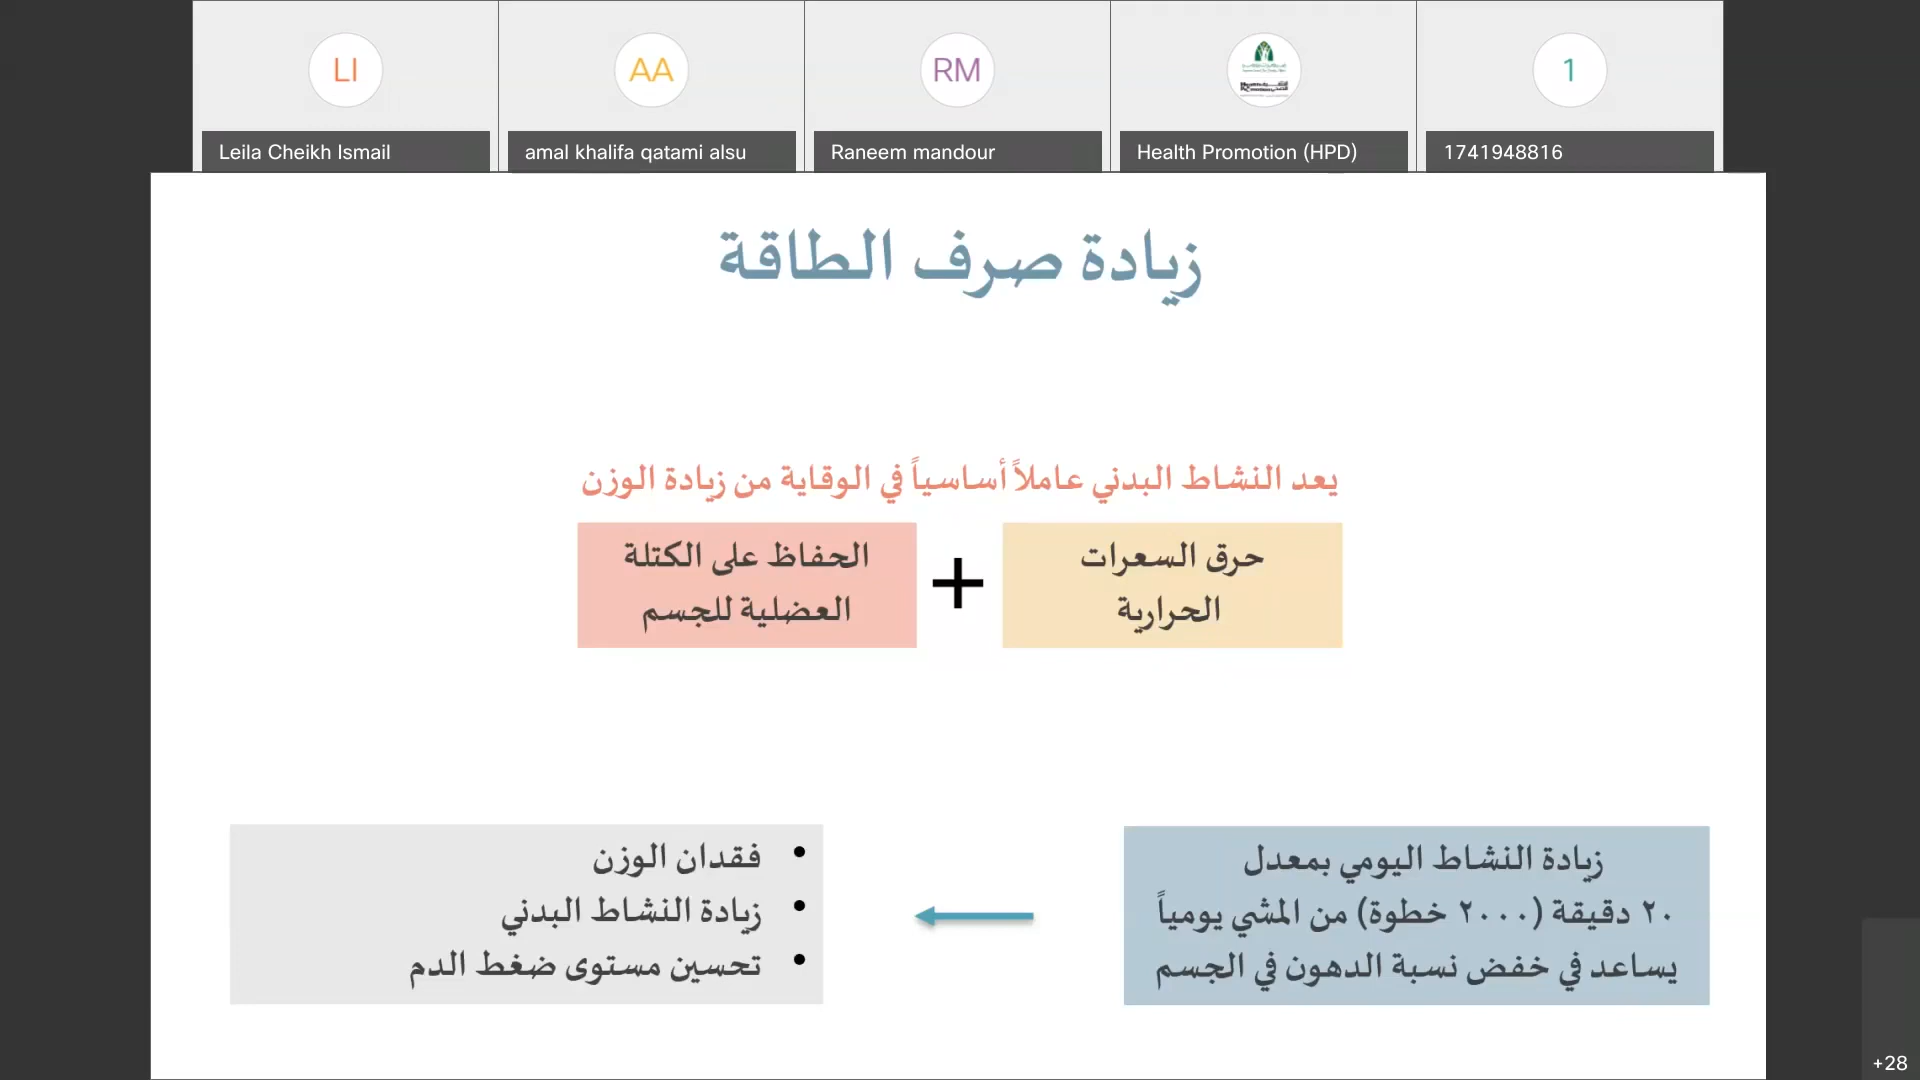 LI
AA
RM
1
Leila Cheikh Ismail
amal khalifa qatami alsu
Raneem mandour
Health Promotion (HPD)
1741948816
زيادة صرف الطاقة
يعد النشاط البدني عاملاً أساسياً في الوقاية من زيادة الوزن
حرق السعرات
الحرارية
+
الحفاظ على الكتلة
العضلية للجسم
زيادة النشاط اليومي بمعدل
٢٠ دقيقة (٢٠٠٠ خطوة) من المشي يومياً
يساعد في خفض نسبة الدهون في الجسم
• فقدان الوزن
• زيادة النشاط البدني
• تحسين مستوى ضغط الدم
+28